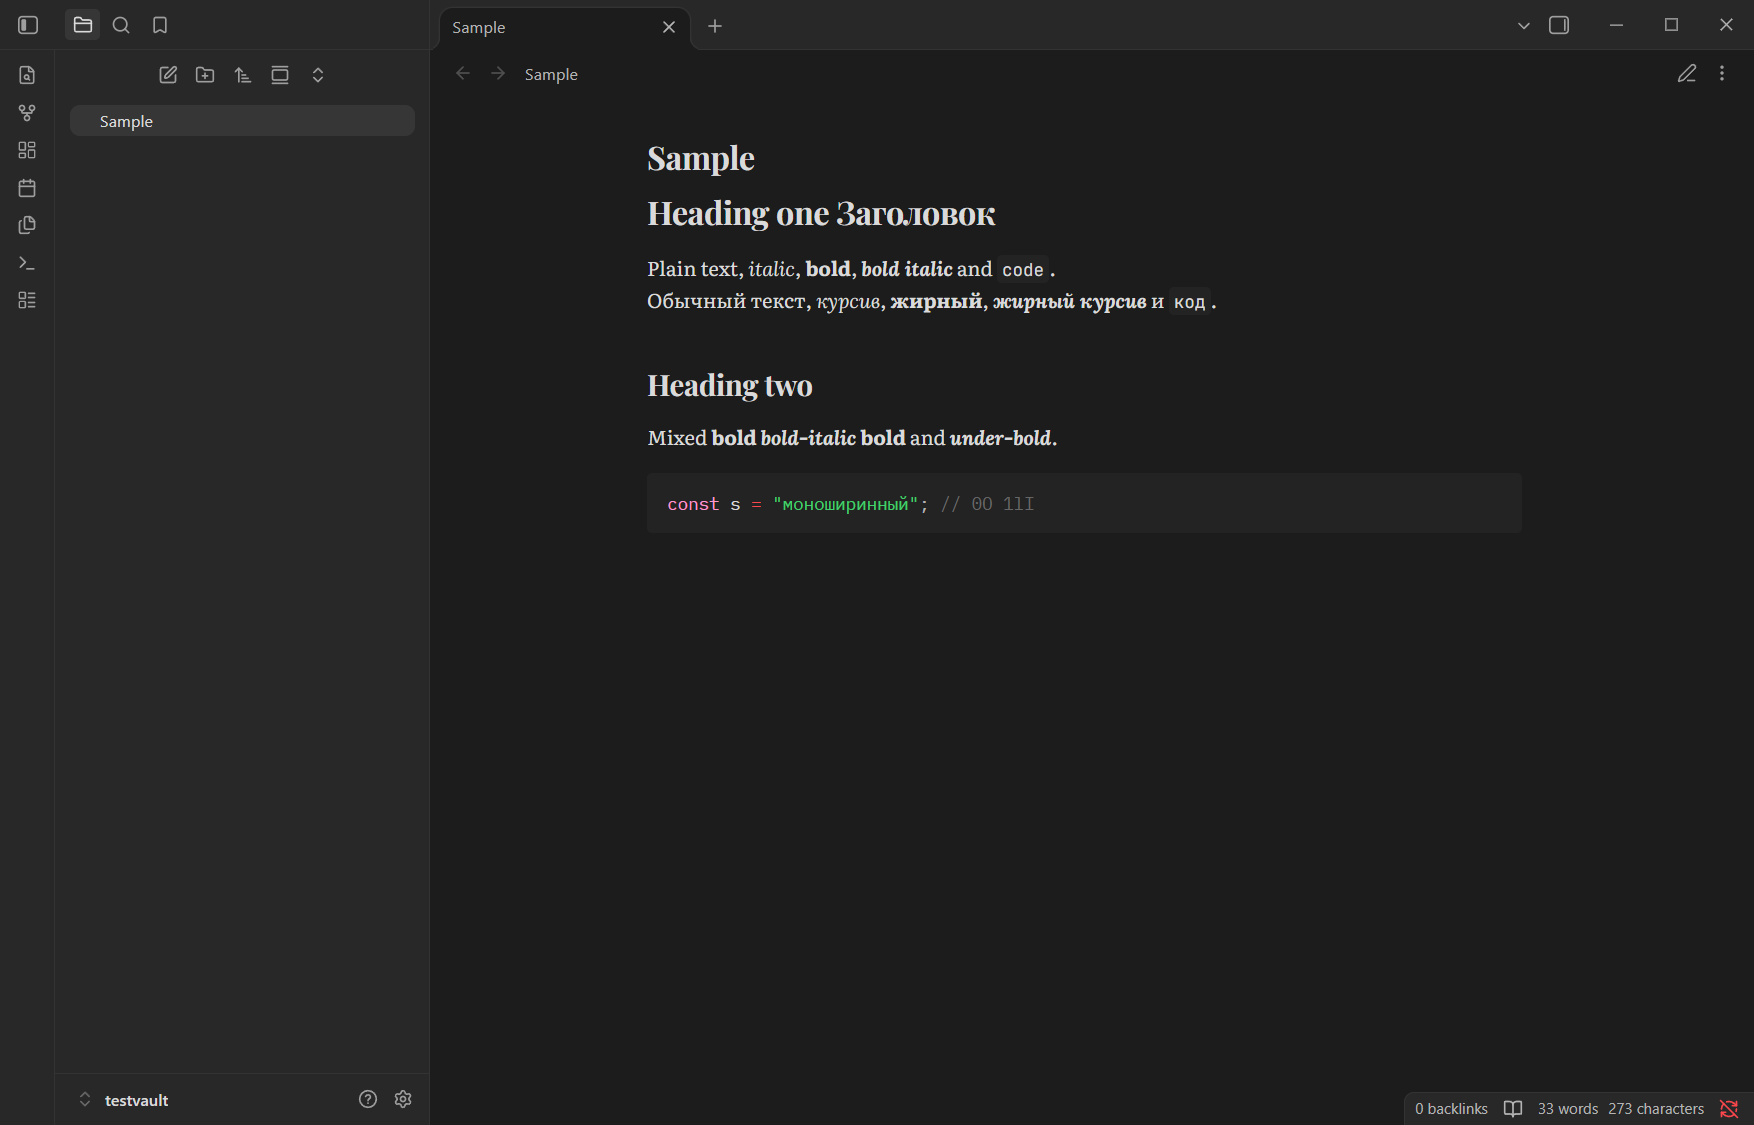 Sample
Sample
Sample
Sample
Heading one Заголовок
Plain text, italic, bold, bold italic and code.
Обычный текст, курсив, жирный, жирный курсив и код.
Heading two
Mixed bold bold-italic bold and under-bold.
const s = "моноширинный"; // 0O 1lI
testvault
0 backlinks 33 words 273 characters